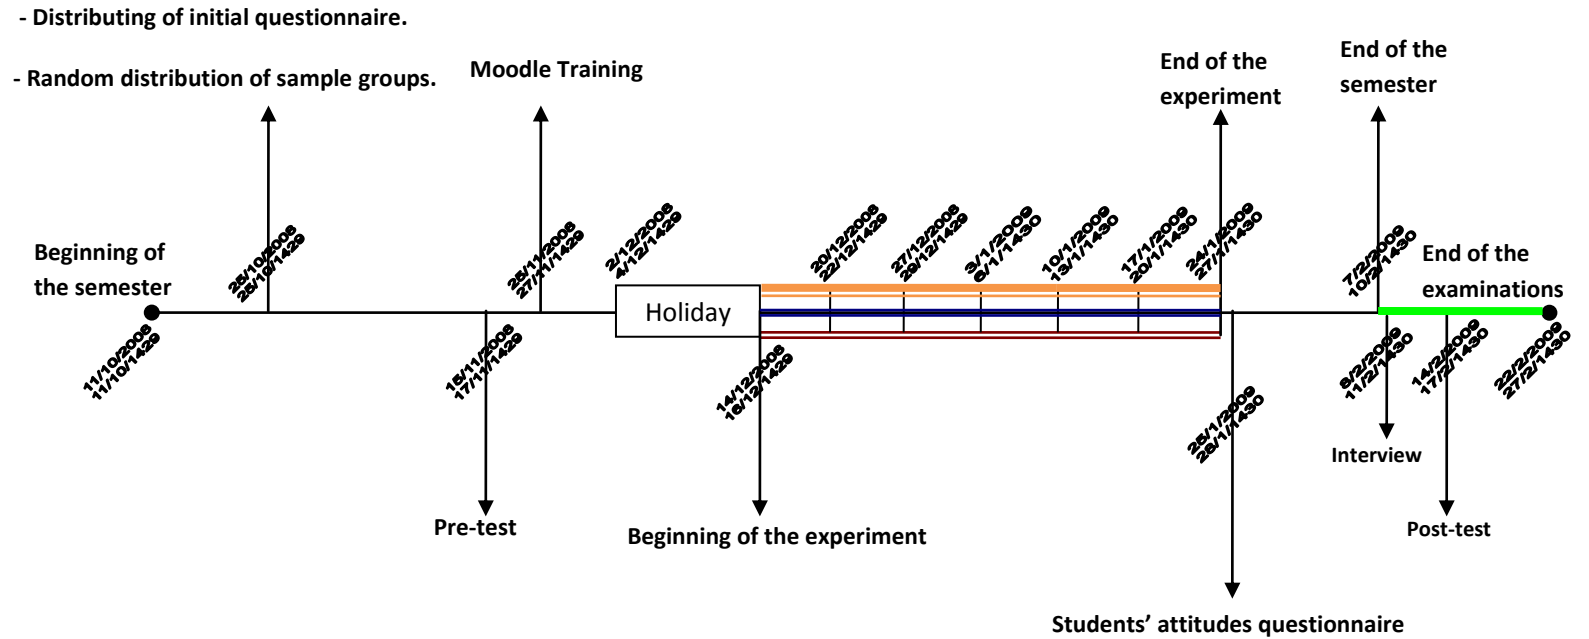 - Distributing of initial questionnaire.
- Random distribution of sample groups.
Moodle Training
End of the
experiment
End of the
semester
Beginning of
the semester
25/10/2008
25/10/1429
25/11/2008
27/11/1429
2/12/2008
4/12/1429
20/12/2008
22/12/1429
27/12/2008
29/12/1429
3/1/2009
6/1/1430
10/1/2009
13/1/1430
17/1/2009
20/1/1430
24/1/2009
27/1/1430
7/2/2009
10/2/1430
End of the
examinations
Holiday
11/10/2008
11/10/1429
15/11/2008
17/11/1429
14/12/2008
16/12/1429
25/1/2009
28/1/1430
8/2/2009
11/2/1430
14/2/2009
17/2/1430
22/2/2009
27/2/1430
Interview
Pre-test
Beginning of the experiment
Post-test
Students’ attitudes questionnaire